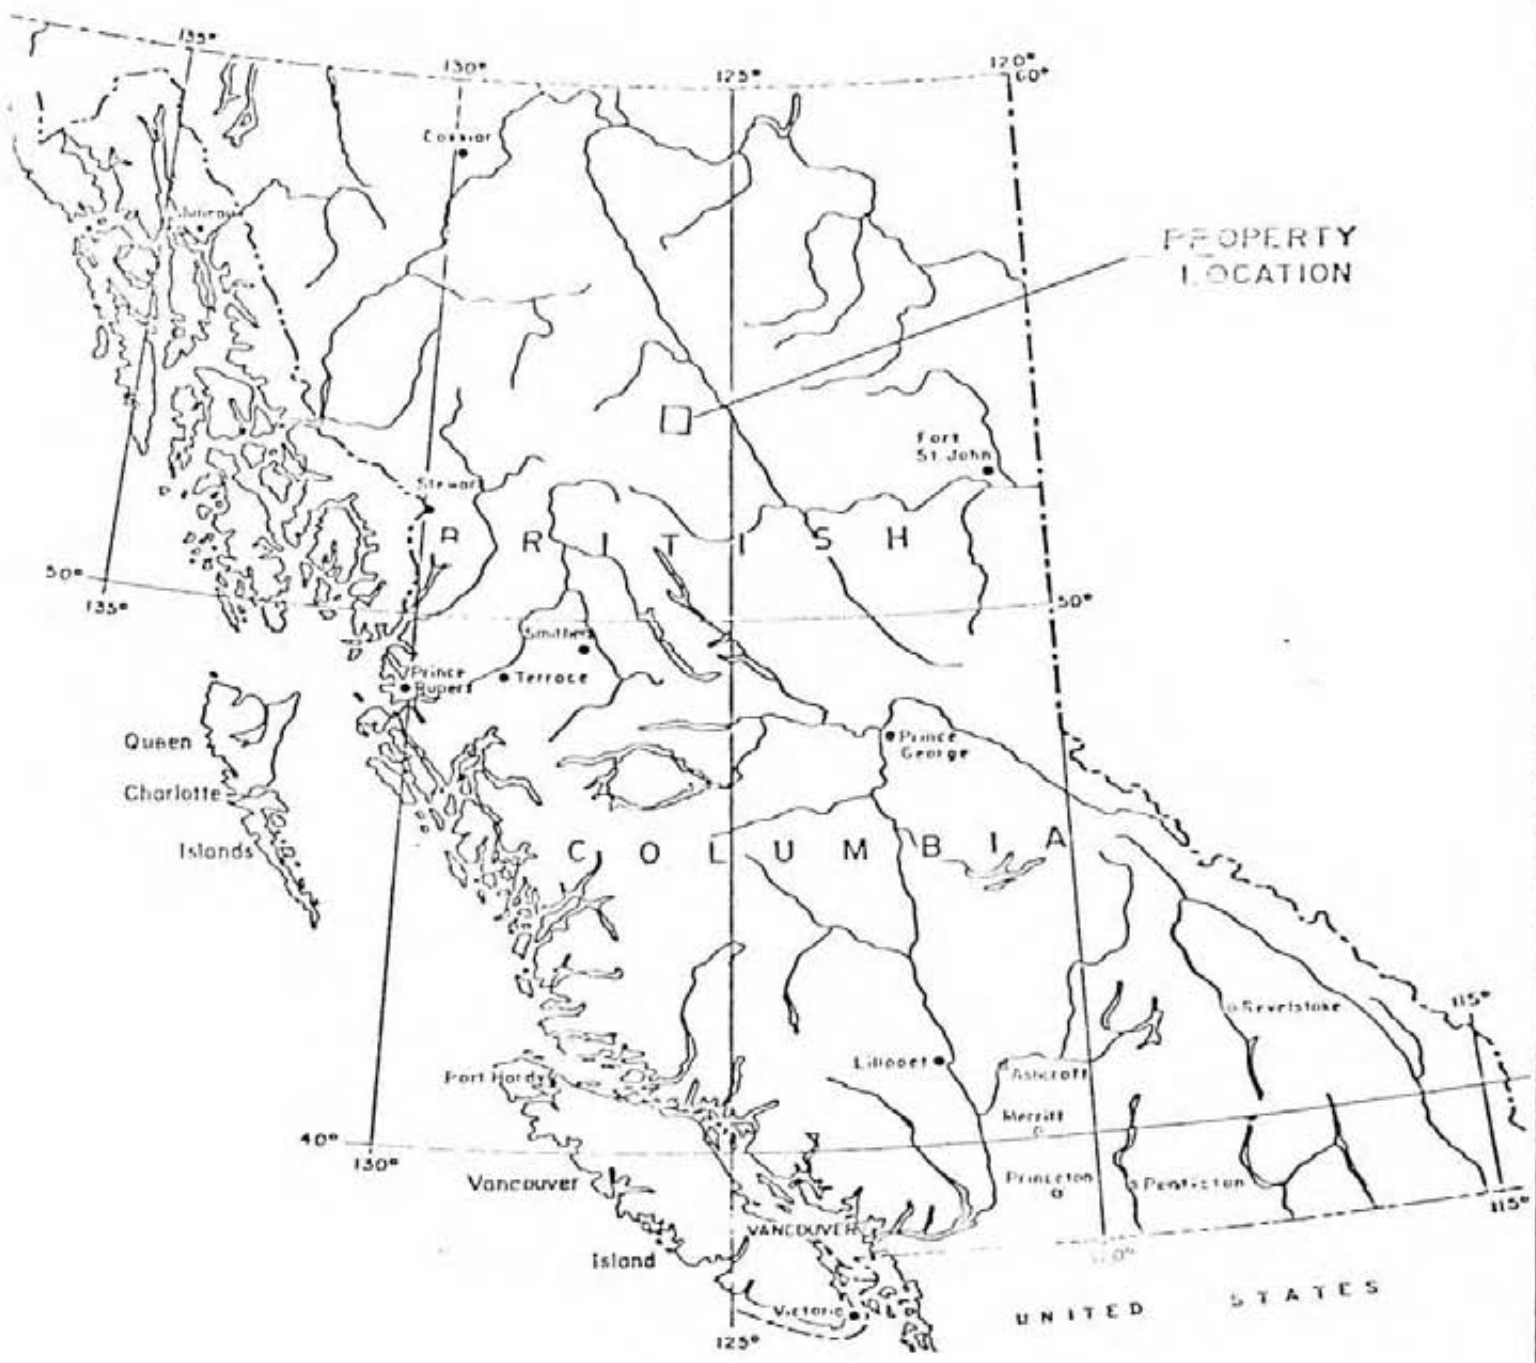 135°
130°
125°
120°
60°
Cassiar
Juneau
PROPERTY
LOCATION
Fort
St. John
Stewart
B R I T I S H
50°
135°
50°
Smithers
Terrace
Prince
Rupert
Queen
Charlotte
Islands
Prince
George
C O L U M B I A
Revelstoke
115°
Lillooet
Ashcroft
Port Hardy
Merritt
40°
130°
Vancouver
Island
Princeton
Penticton
115°
VANCOUVER
120°
Victoria
125°
UNITED STATES